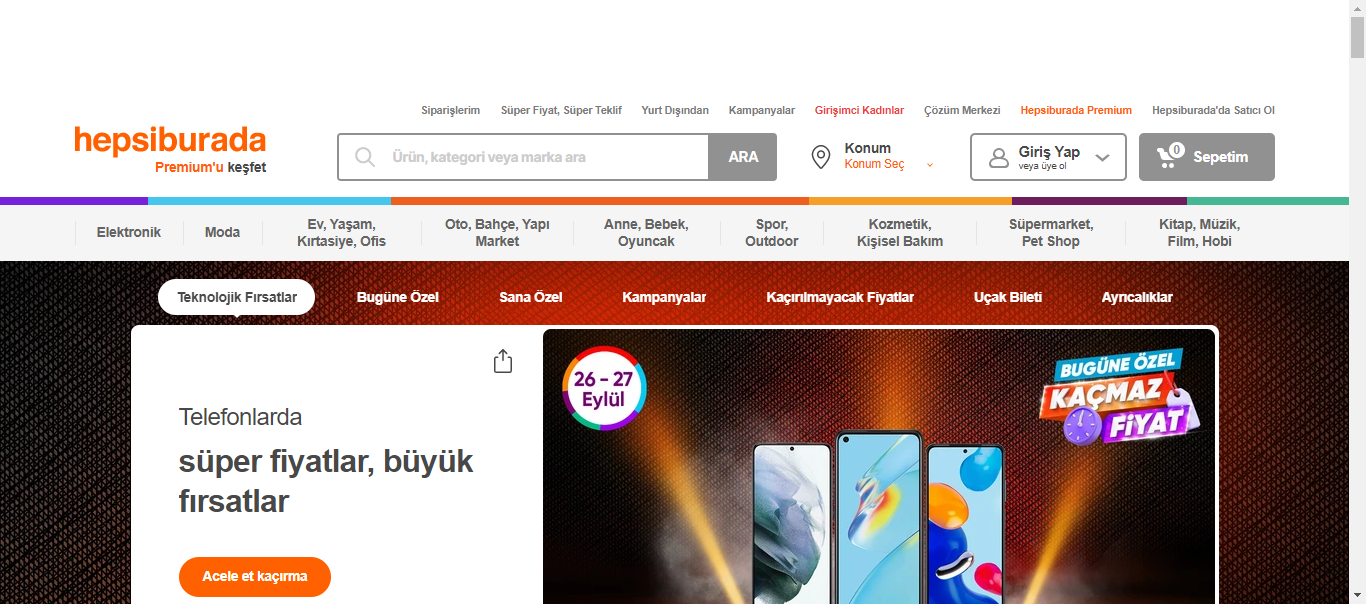 Siparişlerim Süper Fiyat, Süper Teklif Yurt Dışından Kampanyalar Girişimci Kadınlar Çözüm Merkezi Hepsiburada Premium Hepsiburada'da Satıcı Ol
hepsiburada
Premium'u keşfet
Ürün, kategori veya marka ara
ARA
Konum
Konum Seç
Giriş Yap
veya üye ol
0
Sepetim
Elektronik
Moda
Ev, Yaşam,
Kırtasiye, Ofis
Oto, Bahçe, Yapı
Market
Anne, Bebek,
Oyuncak
Spor,
Outdoor
Kozmetik,
Kişisel Bakım
Süpermarket,
Pet Shop
Kitap, Müzik,
Film, Hobi
Teknolojik Fırsatlar Bugüne Özel Sana Özel Kampanyalar Kaçırılmayacak Fiyatlar Uçak Bileti Ayrıcalıklar
Telefonlarda
süper fiyatlar, büyük
fırsatlar
Acele et kaçırma
26 - 27
Eylül
BUGÜNE ÖZEL
KAÇMAZ
FİYAT